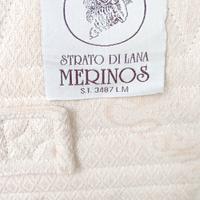 STRATO DI LANA
MERINOS
S.T. 3487 L.M